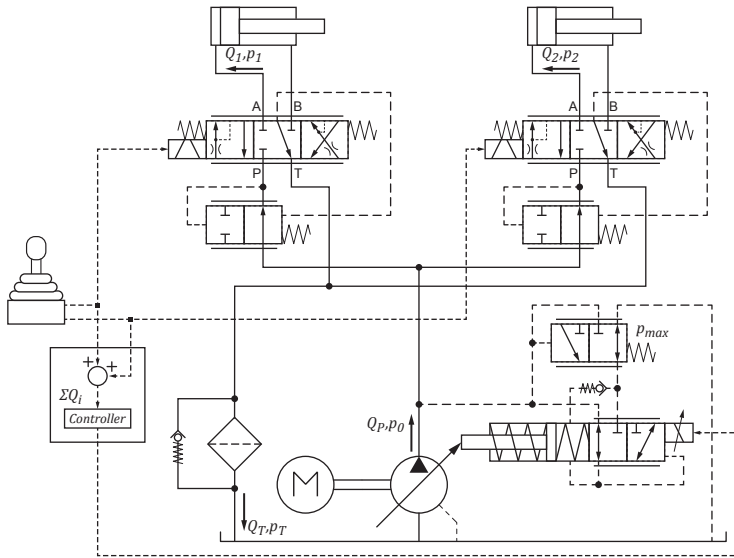 Q1,p1
Q2,p2
A
B
A
B
P
T
P
T
pmax
+
+
ΣQi
Controller
QP,p0
M
QT,pT